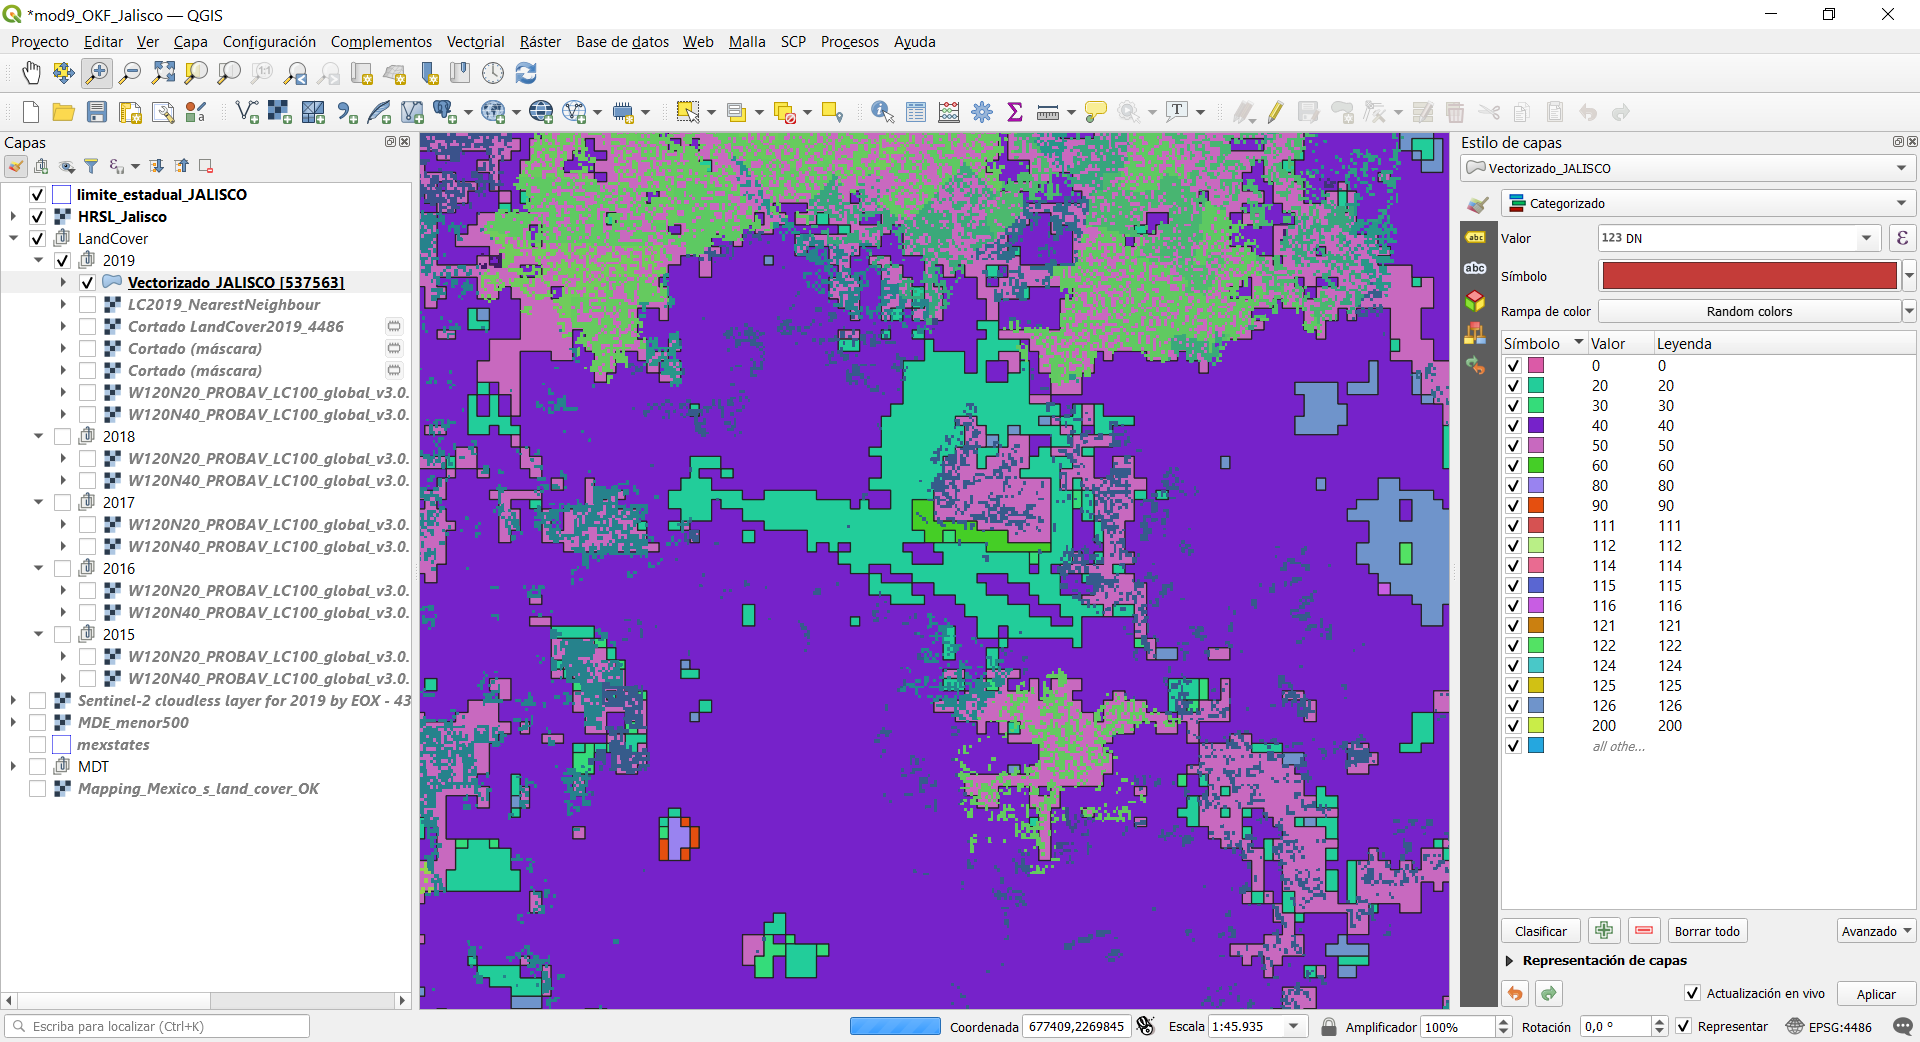 *mod9_OKF_Jalisco — QGIS
Proyecto Editar Ver Capa Configuración Complementos Vectorial Ráster Base de datos Web Malla SCP Procesos Ayuda
Capas
limite_estadual_JALISCO
HRSL_Jalisco
LandCover
2019
Vectorizado JALISCO [537563]
LC2019_NearestNeighbour
Cortado LandCover2019_4486
Cortado (máscara)
Cortado (máscara)
W120N20_PROBAV_LC100_global_v3.0.
W120N40_PROBAV_LC100_global_v3.0.
2018
W120N20_PROBAV_LC100_global_v3.0.
W120N40_PROBAV_LC100_global_v3.0.
2017
W120N20_PROBAV_LC100_global_v3.0.
W120N40_PROBAV_LC100_global_v3.0.
2016
W120N20_PROBAV_LC100_global_v3.0.
W120N40_PROBAV_LC100_global_v3.0.
2015
W120N20_PROBAV_LC100_global_v3.0.
W120N40_PROBAV_LC100_global_v3.0.
Sentinel-2 cloudless layer for 2019 by EOX - 43
MDE_menor500
mexstates
MDT
Mapping_Mexico_s_land_cover_OK
Estilo de capas
Vectorizado_JALISCO
Categorizado
Valor 123 DN
Símbolo
Rampa de color Random colors
Símbolo Valor Leyenda
0 0
20 20
30 30
40 40
50 50
60 60
80 80
90 90
111 111
112 112
114 114
115 115
116 116
121 121
122 122
124 124
125 125
126 126
200 200
all othe...
Clasificar Borrar todo Avanzado
Representación de capas
Actualización en vivo Aplicar
Escriba para localizar (Ctrl+K) Coordenada 677409,2269845 Escala 1:45.935 Amplificador 100% Rotación 0,0 ° Representar EPSG:4486